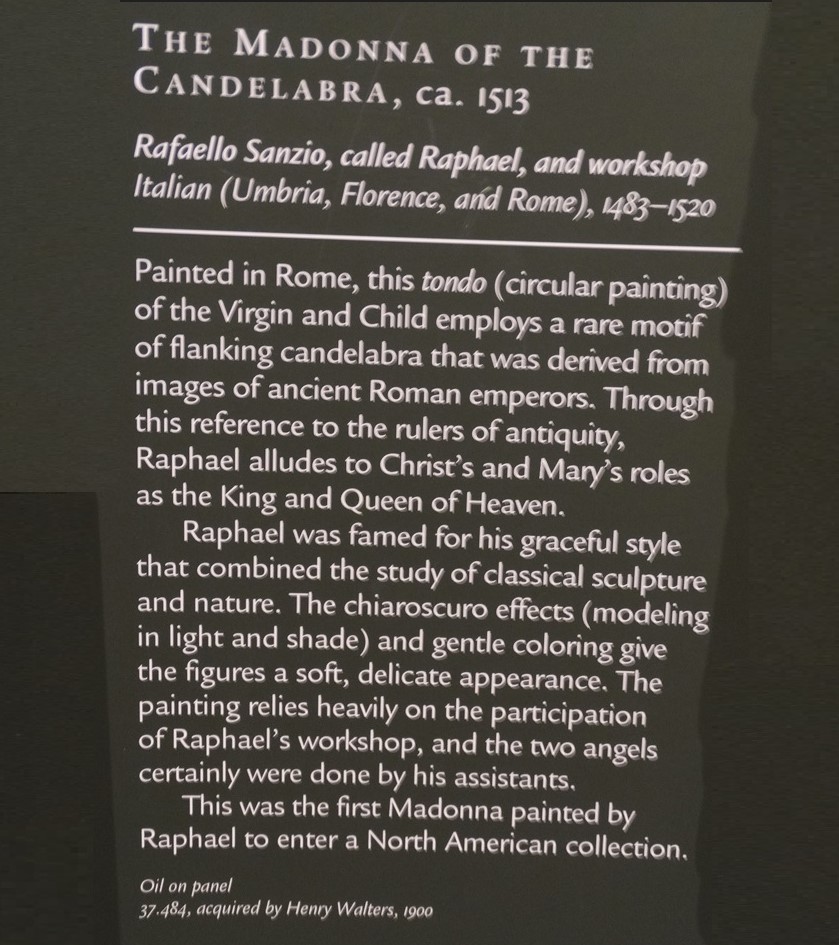 THE MADONNA OF THE
CANDELABRA, ca. 1513
Rafaello Sanzio, called Raphael, and workshop
Italian (Umbria, Florence, and Rome), 1483–1520
Painted in Rome, this tondo (circular painting)
of the Virgin and Child employs a rare motif
of flanking candelabra that was derived from
images of ancient Roman emperors. Through
this reference to the rulers of antiquity,
Raphael alludes to Christ's and Mary's roles
as the King and Queen of Heaven.
Raphael was famed for his graceful style
that combined the study of classical sculpture
and nature. The chiaroscuro effects (modeling
in light and shade) and gentle coloring give
the figures a soft, delicate appearance. The
painting relies heavily on the participation
of Raphael's workshop, and the two angels
certainly were done by his assistants.
This was the first Madonna painted by
Raphael to enter a North American collection.
Oil on panel
37.484, acquired by Henry Walters, 1900